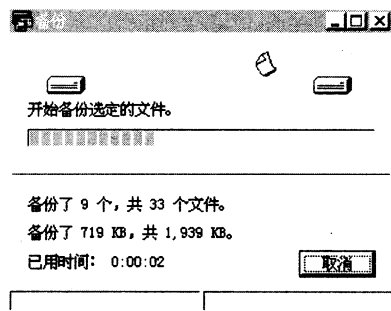 备份
开始备份选定的文件。
备份了 9 个，共 33 个文件。
备份了 719 KB，共 1,939 KB。
已用时间： 0:00:02
取消